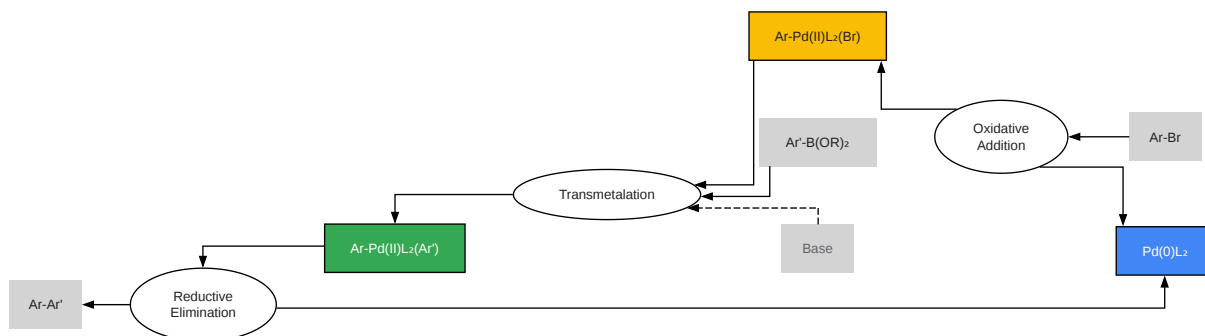 Ar-Pd(II)L₂(Br)
Oxidative
Addition
Ar-Br
Ar'-B(OR)₂
Transmetalation
Ar-Pd(II)L₂(Ar')
Base
Pd(0)L₂
Ar-Ar'
Reductive
Elimination